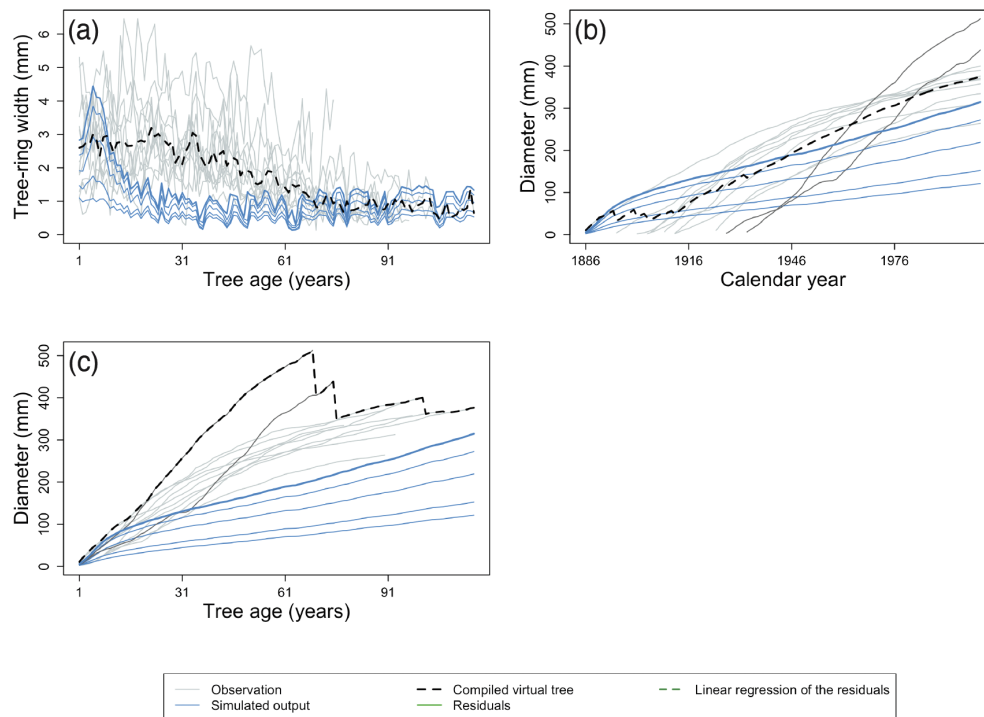 (a)
Tree-ring width (mm)
6
5
4
3
2
1
0
1 31 61 91
Tree age (years)
(b)
Diameter (mm)
500
400
300
200
100
0
1886 1916 1946 1976
Calendar year
(c)
Diameter (mm)
500
400
300
200
100
0
1 31 61 91
Tree age (years)
Observation
Simulated output
Compiled virtual tree
Residuals
Linear regression of the residuals